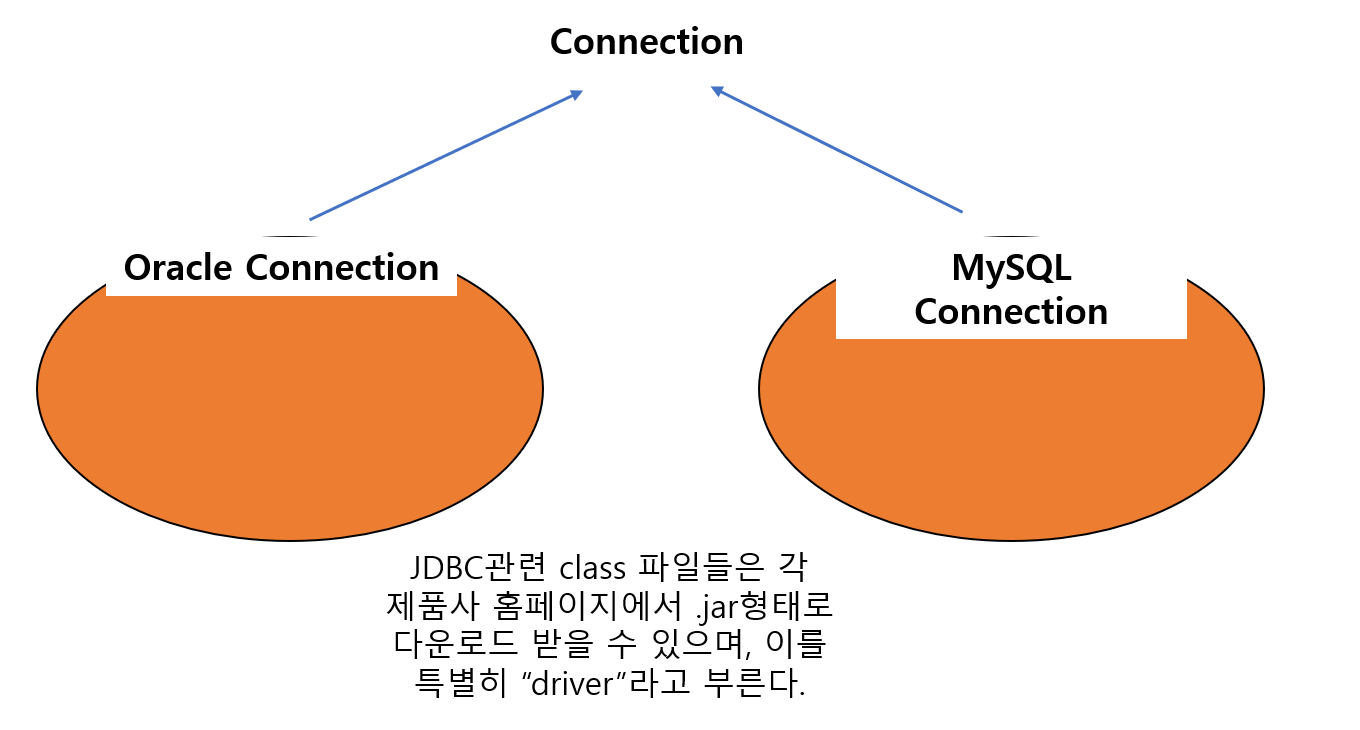 Connection
Oracle Connection
MySQL
Connection
JDBC관련 class 파일들은 각
제품사 홈페이지에서 .jar형태로
다운로드 받을 수 있으며, 이를
특별히 “driver”라고 부른다.